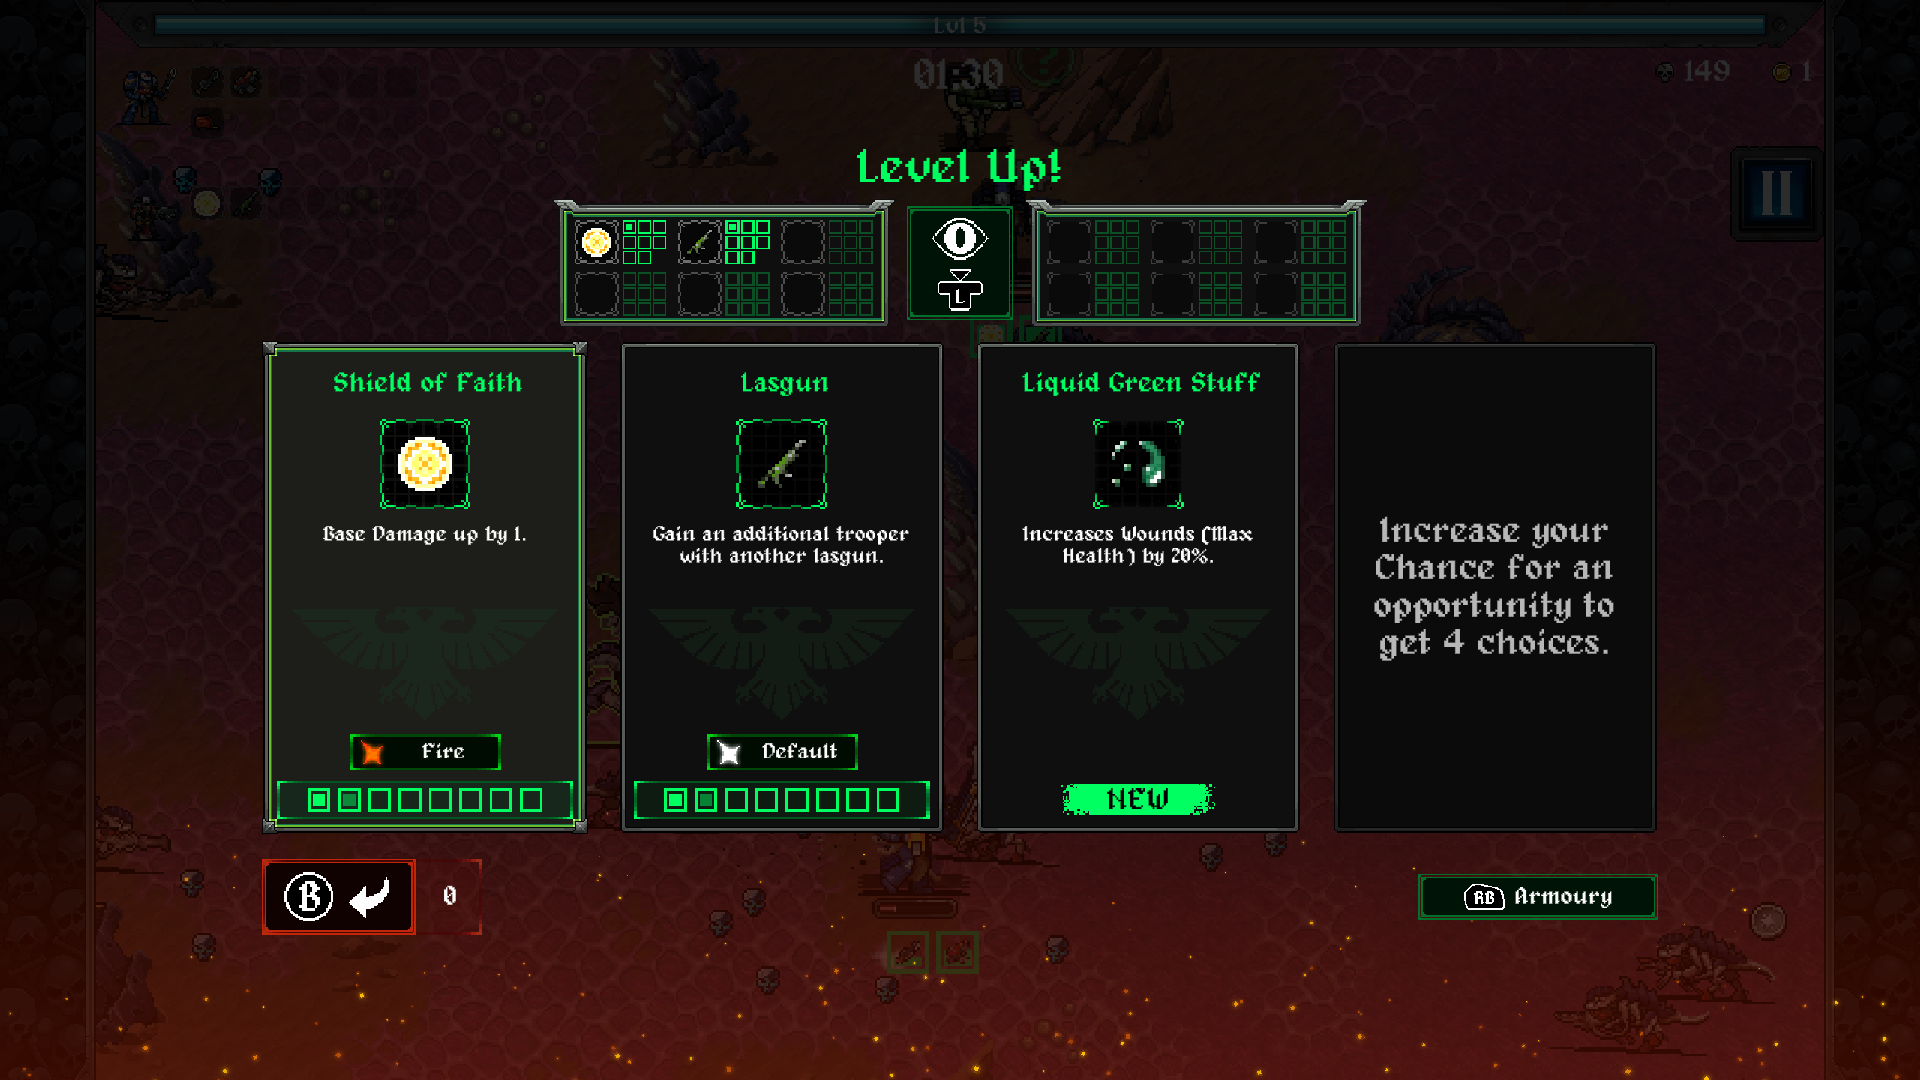 Lvl 5
01:30
149
1
Level Up!
L
Shield of Faith
Base Damage up by 1.
Fire
Lasgun
Gain an additional trooper
with another lasgun.
Default
Liquid Green Stuff
Increases Wounds (Max
Health) by 20%.
NEW
Increase your
Chance for an
opportunity to
get 4 choices.
B
0
RB Armoury